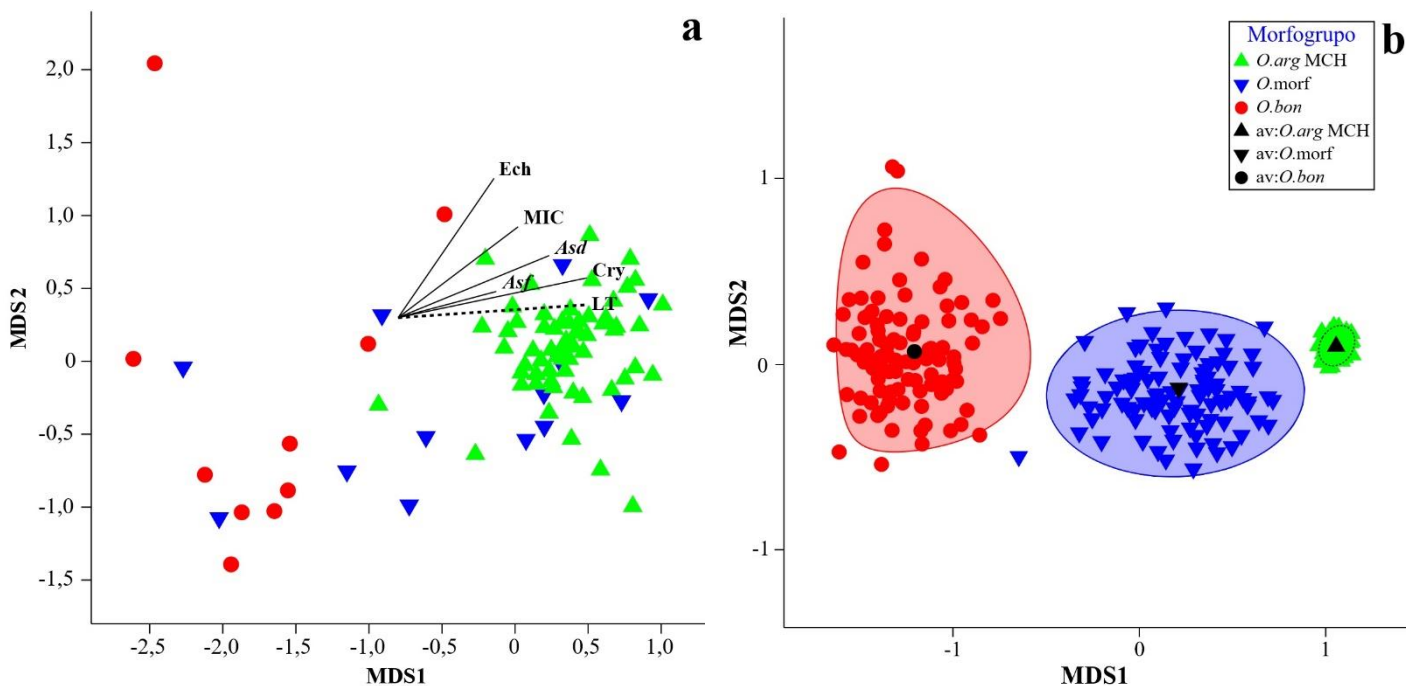 a
MDS2
2,0
1,5
1,0
0,5
0
-0,5
-1,0
-1,5
Ech
MIC
Asd
Cry
Asf
LT
-2,5 -2,0 -1,5 -1,0 -0,5 0 0,5 1,0
MDS1
b
Morfogrupo
O.arg MCH
O.morf
O.bon
av:O.arg MCH
av:O.morf
av:O.bon
MDS2
1
0
-1
-1 0 1
MDS1